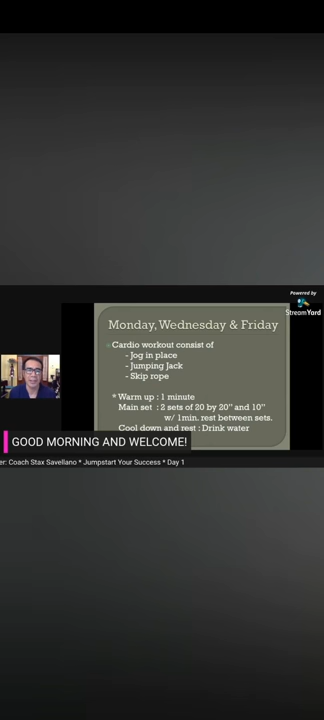 Powered by
StreamYard
Monday, Wednesday & Friday
Cardio workout consist of
- Jog in place
- Jumping Jack
- Skip rope
* Warm up : 1 minute
Main set : 2 sets of 20 by 20" and 10"
w/ 1min. rest between sets.
Cool down and rest : Drink water
GOOD MORNING AND WELCOME!
er: Coach Stax Savellano * Jumpstart Your Success * Day 1